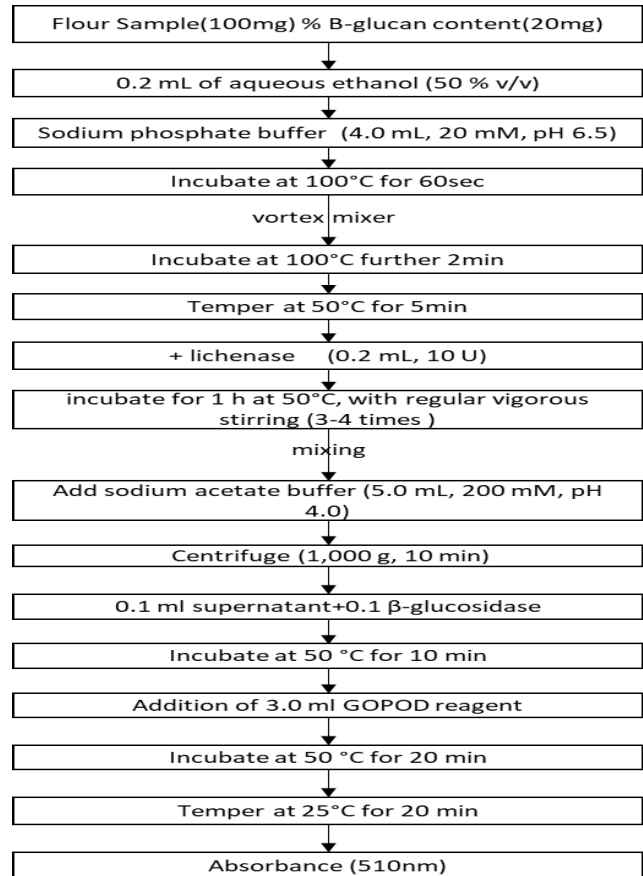 Flour Sample(100mg) % B-glucan content(20mg)
0.2 mL of aqueous ethanol (50 % v/v)
Sodium phosphate buffer (4.0 mL, 20 mM, pH 6.5)
Incubate at 100°C for 60sec
vortex mixer
Incubate at 100°C further 2min
Temper at 50°C for 5min
+ lichenase (0.2 mL, 10 U)
incubate for 1 h at 50°C, with regular vigorous
stirring (3-4 times )
mixing
Add sodium acetate buffer (5.0 mL, 200 mM, pH
4.0)
Centrifuge (1,000 g, 10 min)
0.1 ml supernatant+0.1 β-glucosidase
Incubate at 50 °C for 10 min
Addition of 3.0 ml GOPOD reagent
Incubate at 50 °C for 20 min
Temper at 25°C for 20 min
Absorbance (510nm)